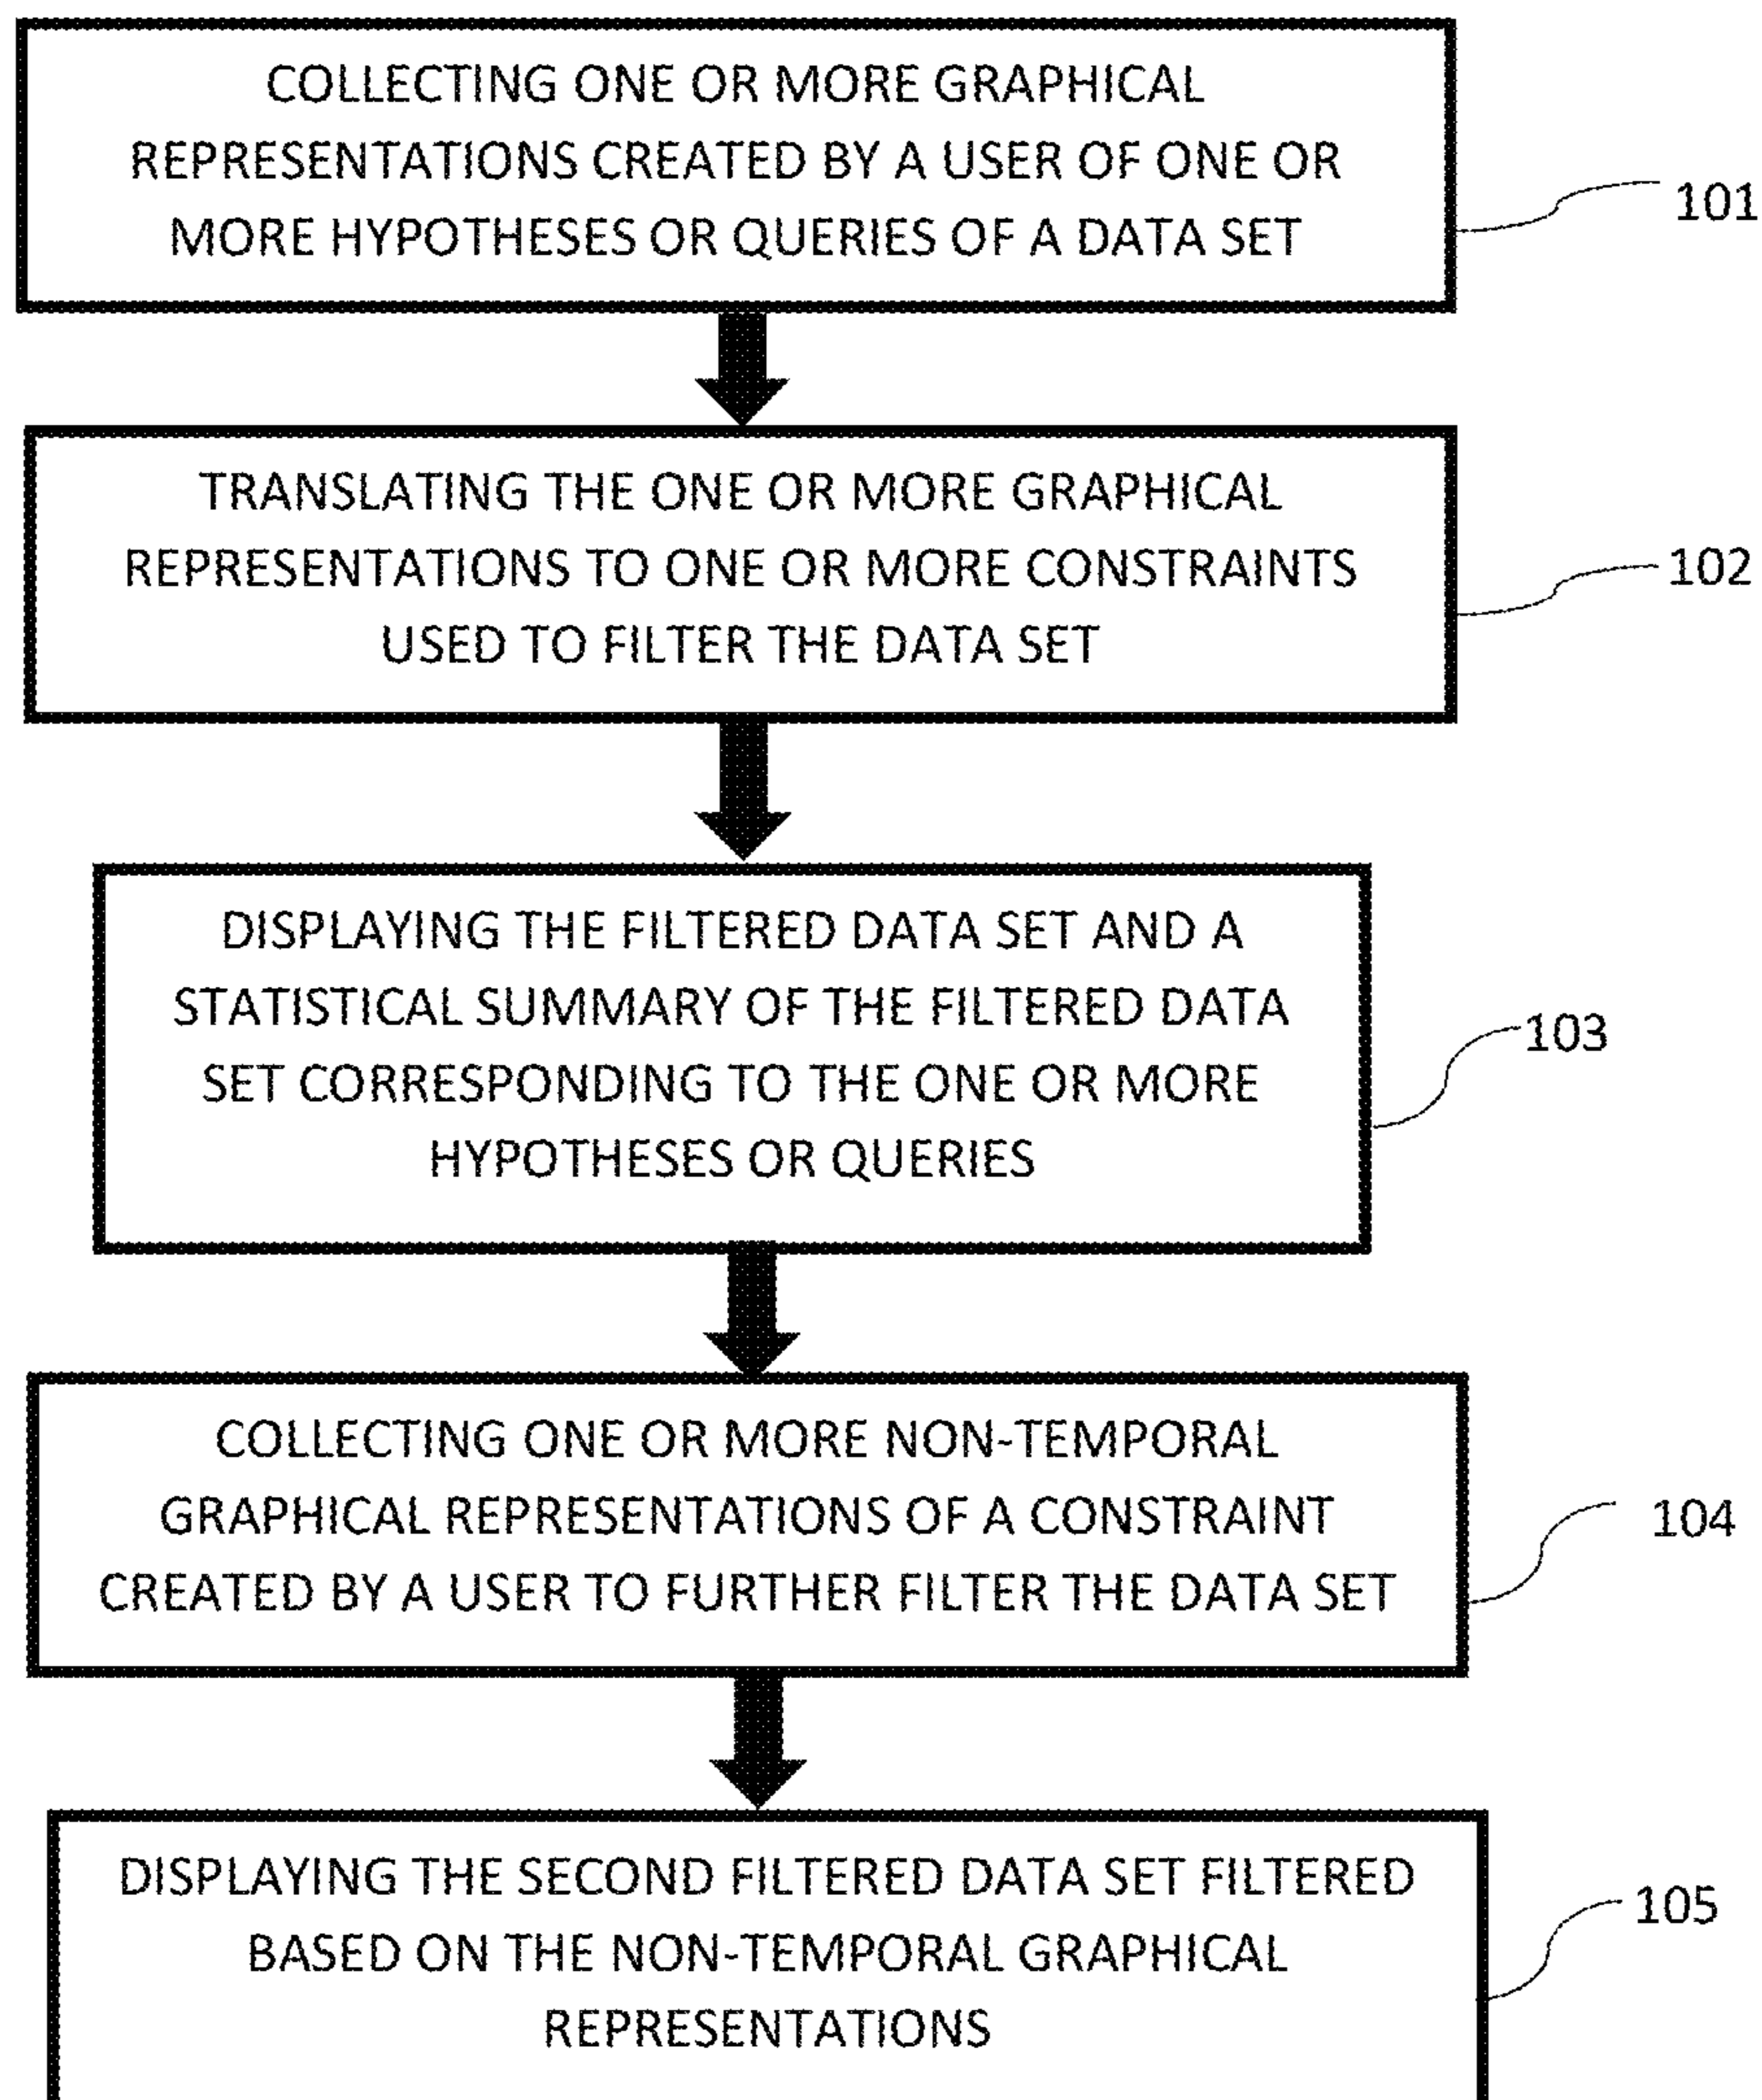 COLLECTING ONE OR MORE GRAPHICAL
REPRESENTATIONS CREATED BY A USER OF ONE OR
MORE HYPOTHESES OR QUERIES OF A DATA SET
101
TRANSLATING THE ONE OR MORE GRAPHICAL
REPRESENTATIONS TO ONE OR MORE CONSTRAINTS
USED TO FILTER THE DATA SET
102
DISPLAYING THE FILTERED DATA SET AND A
STATISTICAL SUMMARY OF THE FILTERED DATA
SET CORRESPONDING TO THE ONE OR MORE
HYPOTHESES OR QUERIES
103
COLLECTING ONE OR MORE NON-TEMPORAL
GRAPHICAL REPRESENTATIONS OF A CONSTRAINT
CREATED BY A USER TO FURTHER FILTER THE DATA SET
104
DISPLAYING THE SECOND FILTERED DATA SET FILTERED
BASED ON THE NON-TEMPORAL GRAPHICAL
REPRESENTATIONS
105